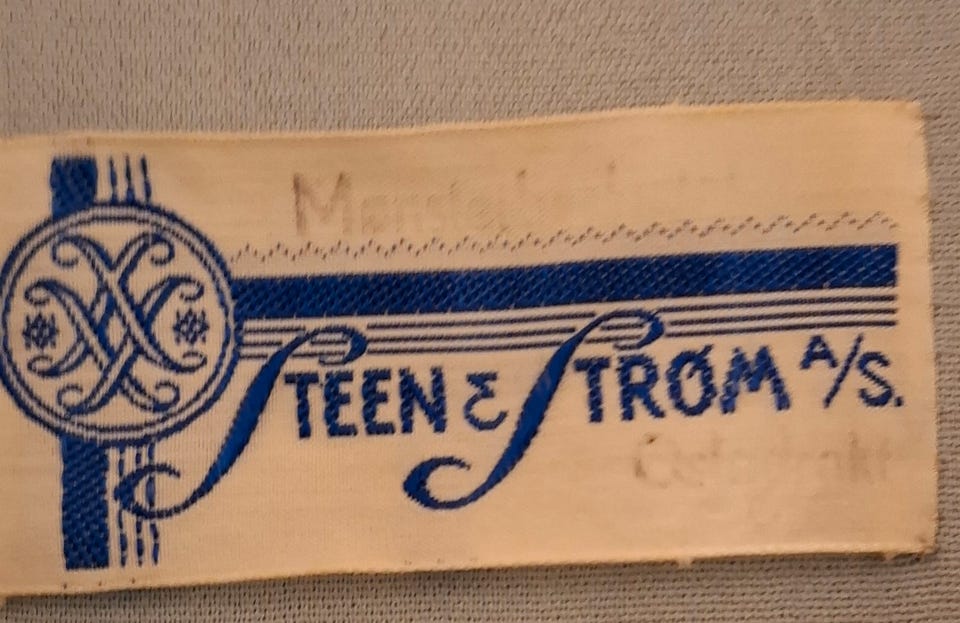 STEEN & STRØM A/S.